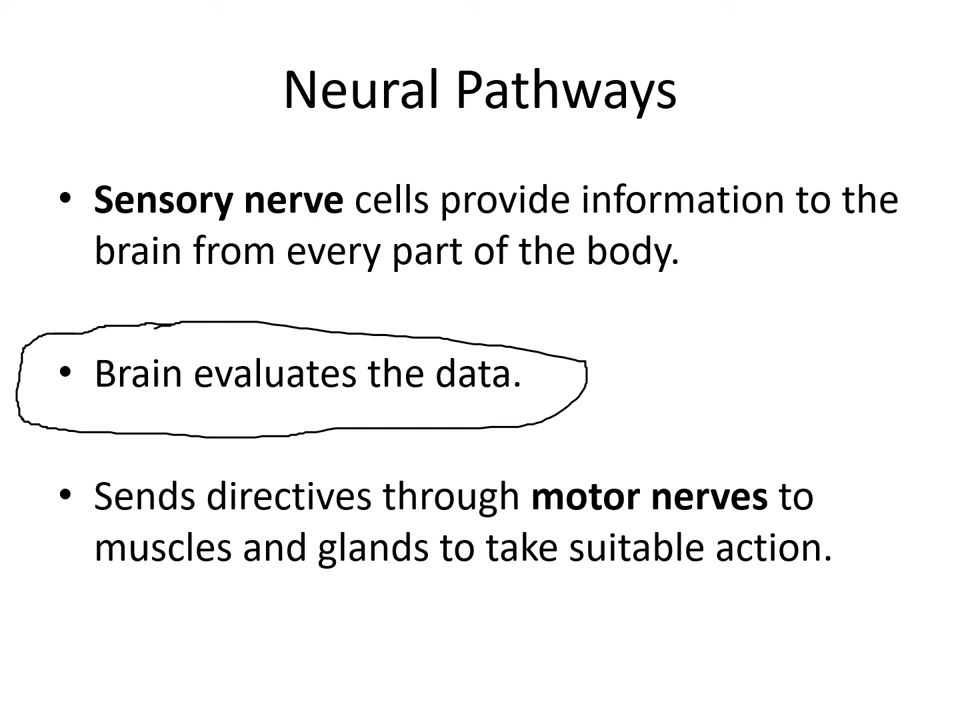 Neural Pathways
• Sensory nerve cells provide information to the
brain from every part of the body.
• Brain evaluates the data.
• Sends directives through motor nerves to
muscles and glands to take suitable action.